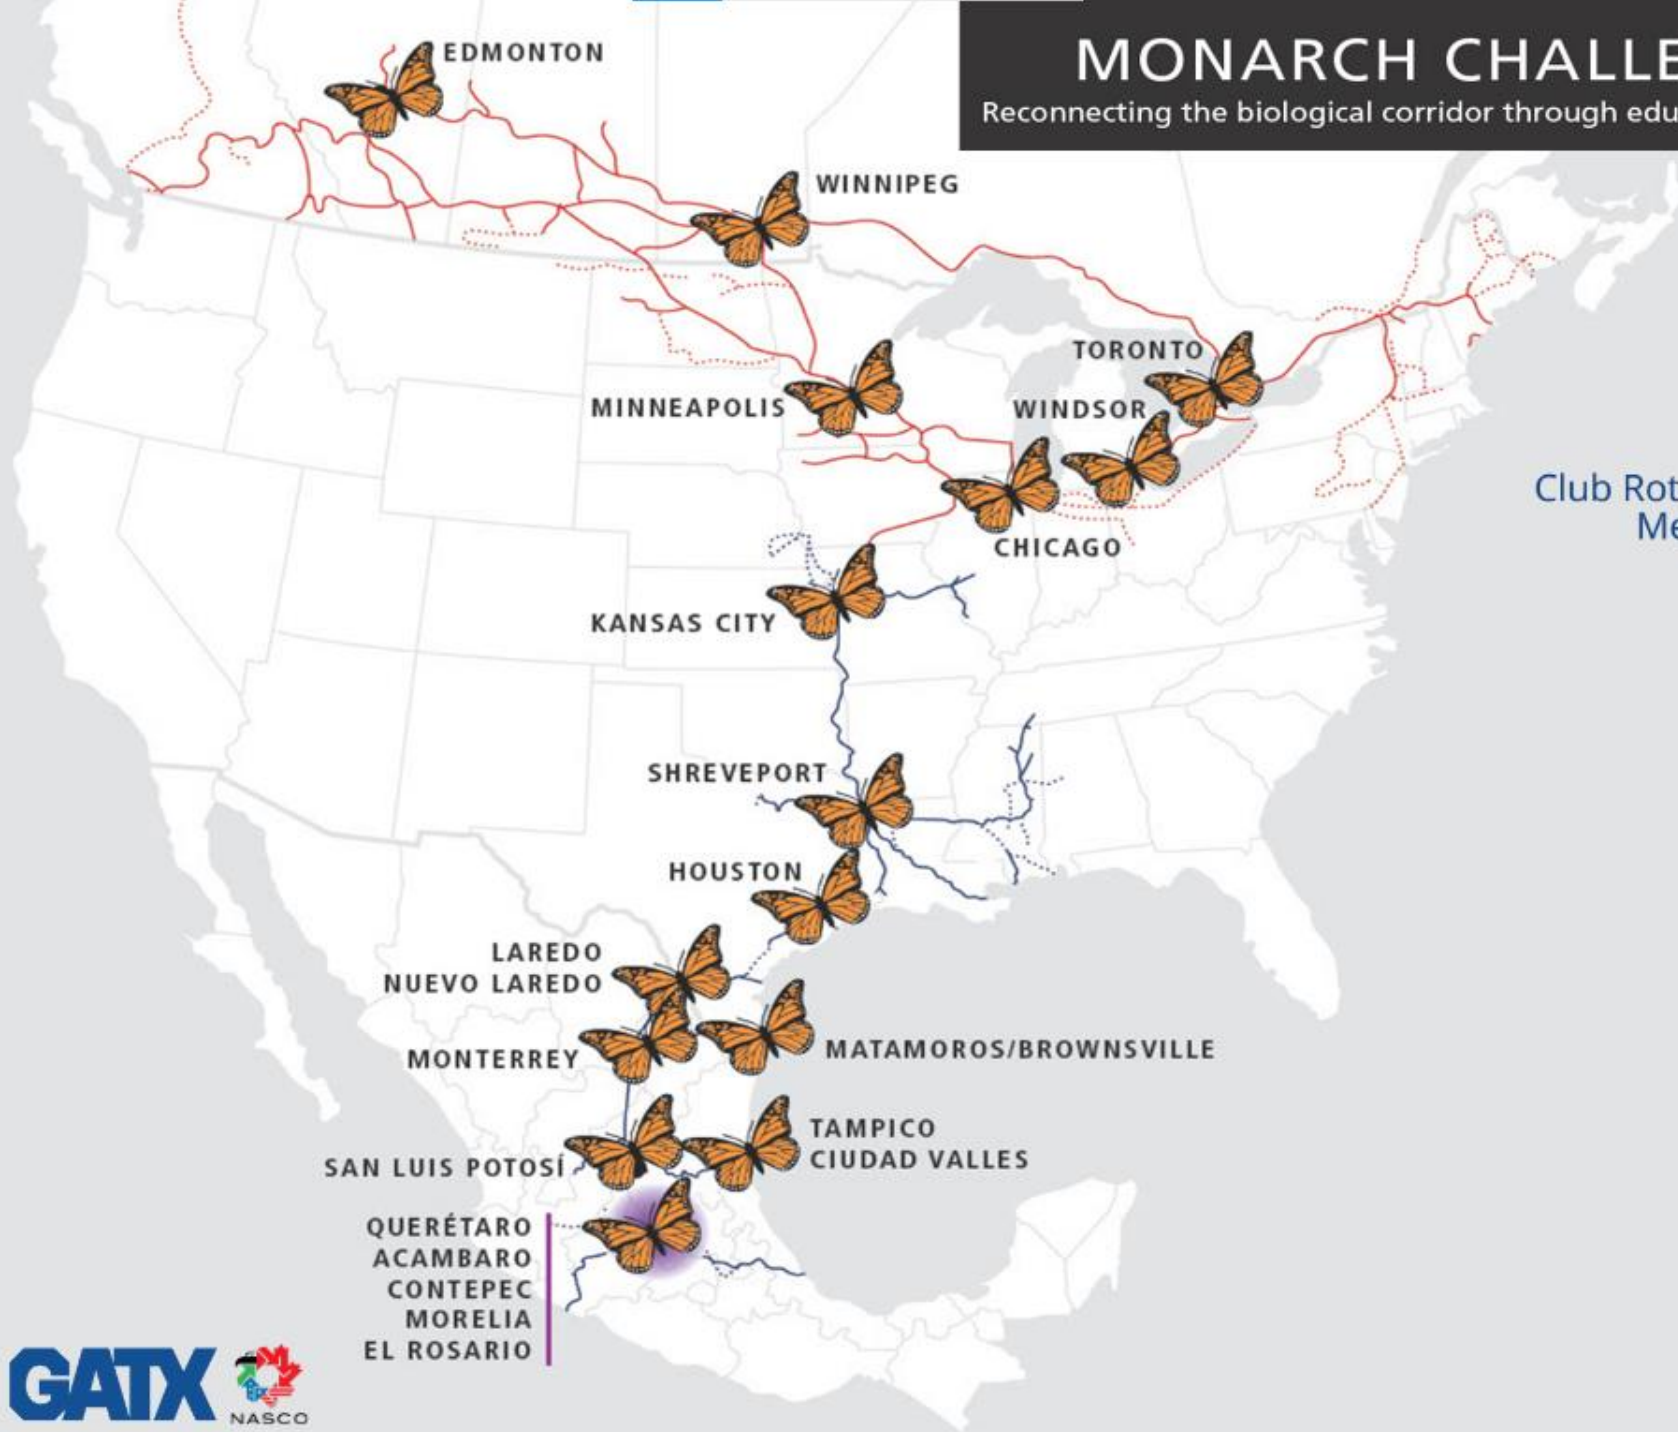 MONARCH CHALLE
Reconnecting the biological corridor through edu
EDMONTON
WINNIPEG
TORONTO
MINNEAPOLIS
WINDSOR
Club Rot
Me
CHICAGO
KANSAS CITY
SHREVEPORT
HOUSTON
LAREDO
NUEVO LAREDO
MONTERREY
MATAMOROS/BROWNSVILLE
TAMPICO
CIUDAD VALLES
SAN LUIS POTOSÍ
QUERÉTARO
ACAMBARO
CONTEPEC
MORELIA
EL ROSARIO
GATX
NASCO